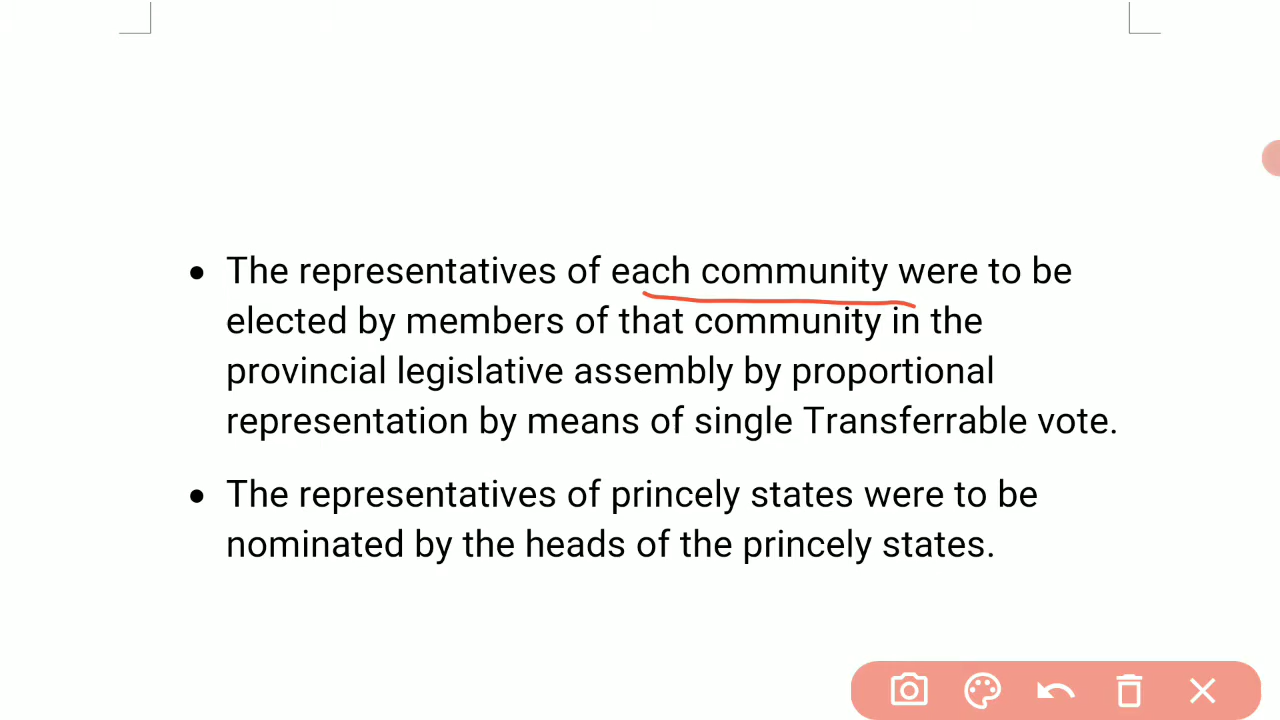 • The representatives of each community were to be
elected by members of that community in the
provincial legislative assembly by proportional
representation by means of single Transferrable vote.
• The representatives of princely states were to be
nominated by the heads of the princely states.